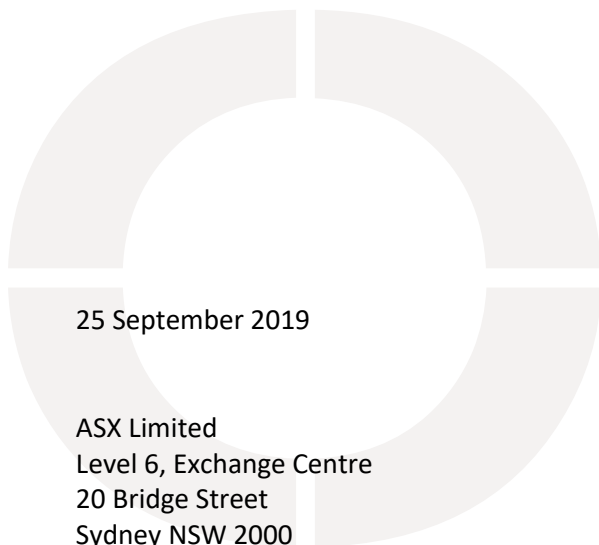 25 September 2019
ASX Limited
Level 6, Exchange Centre
20 Bridge Street
Sydney NSW 2000